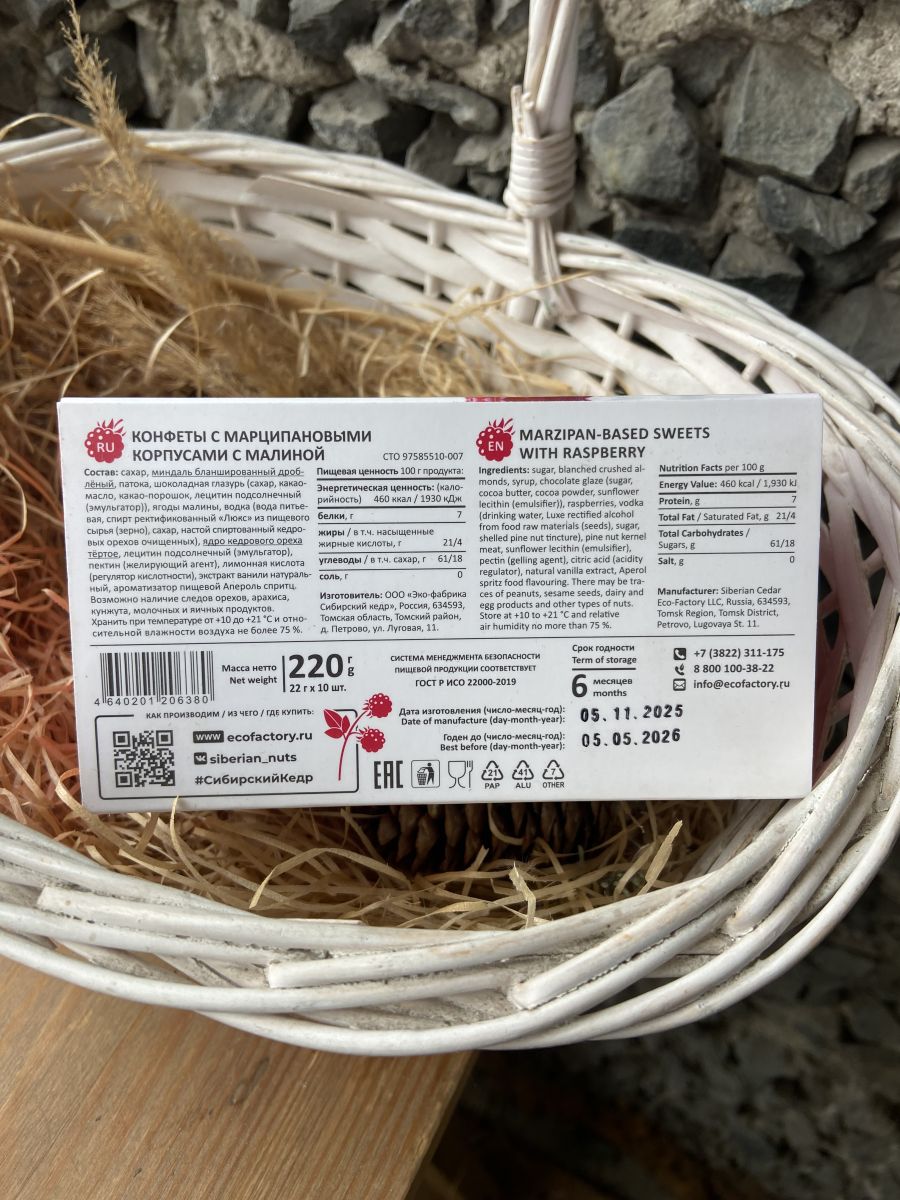 RU
КОНФЕТЫ С МАРЦИПАНОВЫМИ
КОРПУСАМИ С МАЛИНОЙ
СТО 97585510-007
Состав: сахар, миндаль бланшированный дроб-
лёный, патока, шоколадная глазурь (сахар, какао-
масло, какао-порошок, лецитин подсолнечный
(эмульгатор)), ягоды малины, водка (вода питье-
вая, спирт ректификованный «Люкс» из пищевого
сырья (зерно), сахар, настой спиртованный кедро-
вых орехов очищенных), ядро кедрового ореха
тёртое, лецитин подсолнечный (эмульгатор),
пектин (желирующий агент), лимонная кислота
(регулятор кислотности), экстракт ванили натураль-
ный, ароматизатор пищевой Апероль спритц.
Возможно наличие следов орехов, арахиса,
кунжута, молочных и яичных продуктов.
Хранить при температуре от +10 до +21 °С и отно-
сительной влажности воздуха не более 75 %.
Пищевая ценность 100 г продукта:
Энергетическая ценность: (кало-
рийность) 460 ккал / 1930 кДж
белки, г 7
жиры / в т.ч. насыщенные
жирные кислоты, г 21/4
углеводы / в т.ч. сахар, г 61/18
соль, г 0
Изготовитель: ООО «Эко-фабрика
Сибирский кедр», Россия, 634593,
Томская область, Томский район,
д. Петрово, ул. Луговая, 11.
EN
MARZIPAN-BASED SWEETS
WITH RASPBERRY
Ingredients: sugar, blanched crushed al-
monds, syrup, chocolate glaze (sugar,
cocoa butter, cocoa powder, sunflower
lecithin (emulsifier)), raspberries, vodka
(drinking water, Luxe rectified alcohol
from food raw materials (seeds), sugar,
shelled pine nut tincture), pine nut kernel
meat, sunflower lecithin (emulsifier),
pectin (gelling agent), citric acid (acidity
regulator), natural vanilla extract, Aperol
spritz food flavouring. There may be tra-
ces of peanuts, sesame seeds, dairy and
egg products and other types of nuts.
Store at +10 to +21 °C and relative
air humidity no more than 75 %.
Nutrition Facts per 100 g
Energy Value: 460 kcal / 1,930 kJ
Protein, g 7
Total Fat / Saturated Fat, g 21/4
Total Carbohydrates /
Sugars, g 61/18
Salt, g 0
Manufacturer: Siberian Cedar
Eco-Factory LLC, Russia, 634593,
Tomsk Region, Tomsk District,
Petrovo, Lugovaya St. 11.
4 640201 206380
Масса нетто
Net weight
220 г g
22 г x 10 шт.
СИСТЕМА МЕНЕДЖМЕНТА БЕЗОПАСНОСТИ
ПИЩЕВОЙ ПРОДУКЦИИ СООТВЕТСТВУЕТ
ГОСТ Р ИСО 22000-2019
Срок годности
Term of storage
6 месяцев
months
+7 (3822) 311-175
8 800 100-38-22
info@ecofactory.ru
КАК ПРОИЗВОДИМ / ИЗ ЧЕГО / ГДЕ КУПИТЬ:
www ecofactory.ru
siberian_nuts
#СибирскийКедр
Дата изготовления (число-месяц-год):
Date of manufacture (day-month-year):
05.11.2025
Годен до (число-месяц-год):
Best before (day-month-year):
05.05.2026
EAC
21
PAP
41
ALU
7
OTHER